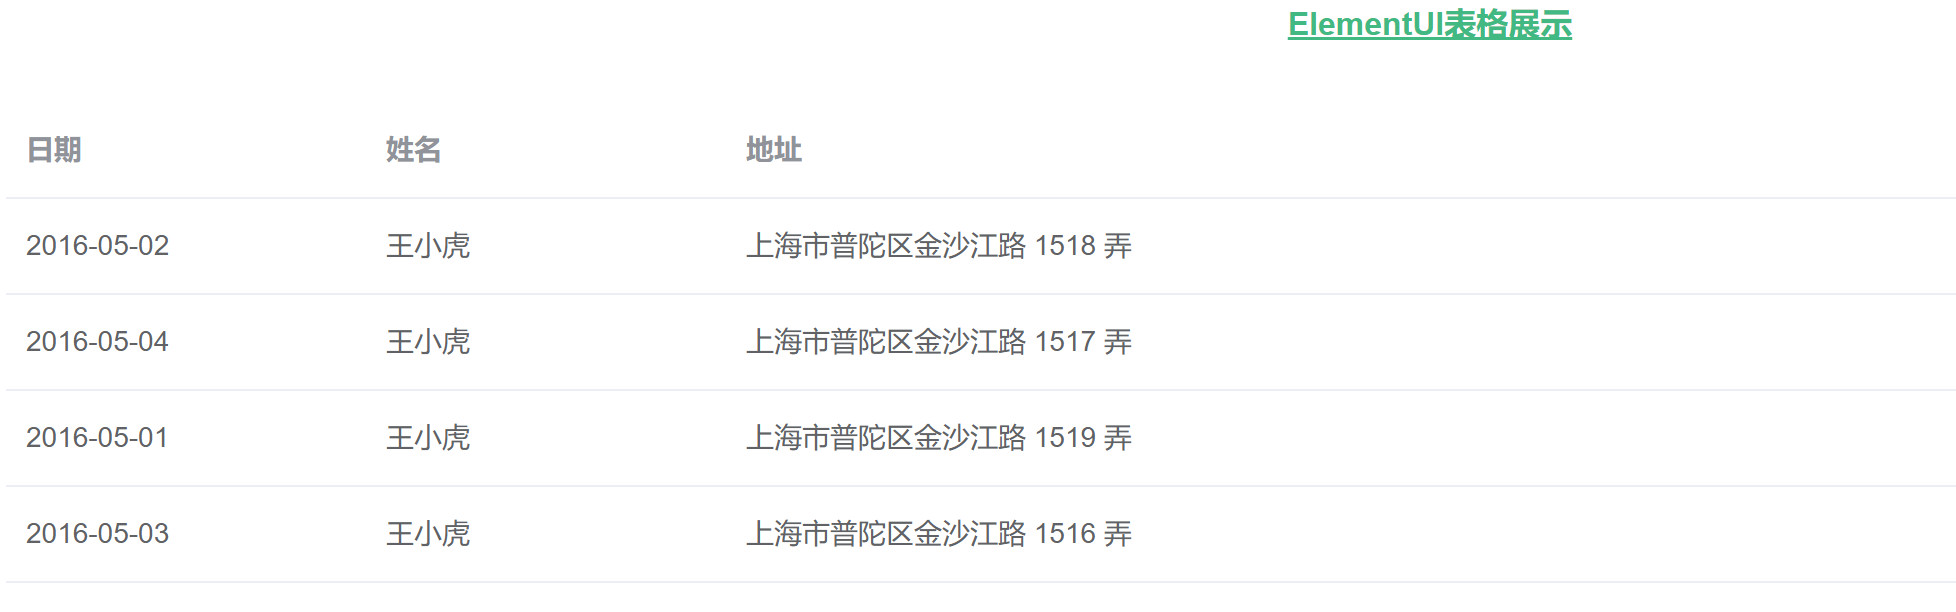 ElementUI表格展示
日期 姓名 地址
2016-05-02 王小虎 上海市普陀区金沙江路 1518 弄
2016-05-04 王小虎 上海市普陀区金沙江路 1517 弄
2016-05-01 王小虎 上海市普陀区金沙江路 1519 弄
2016-05-03 王小虎 上海市普陀区金沙江路 1516 弄